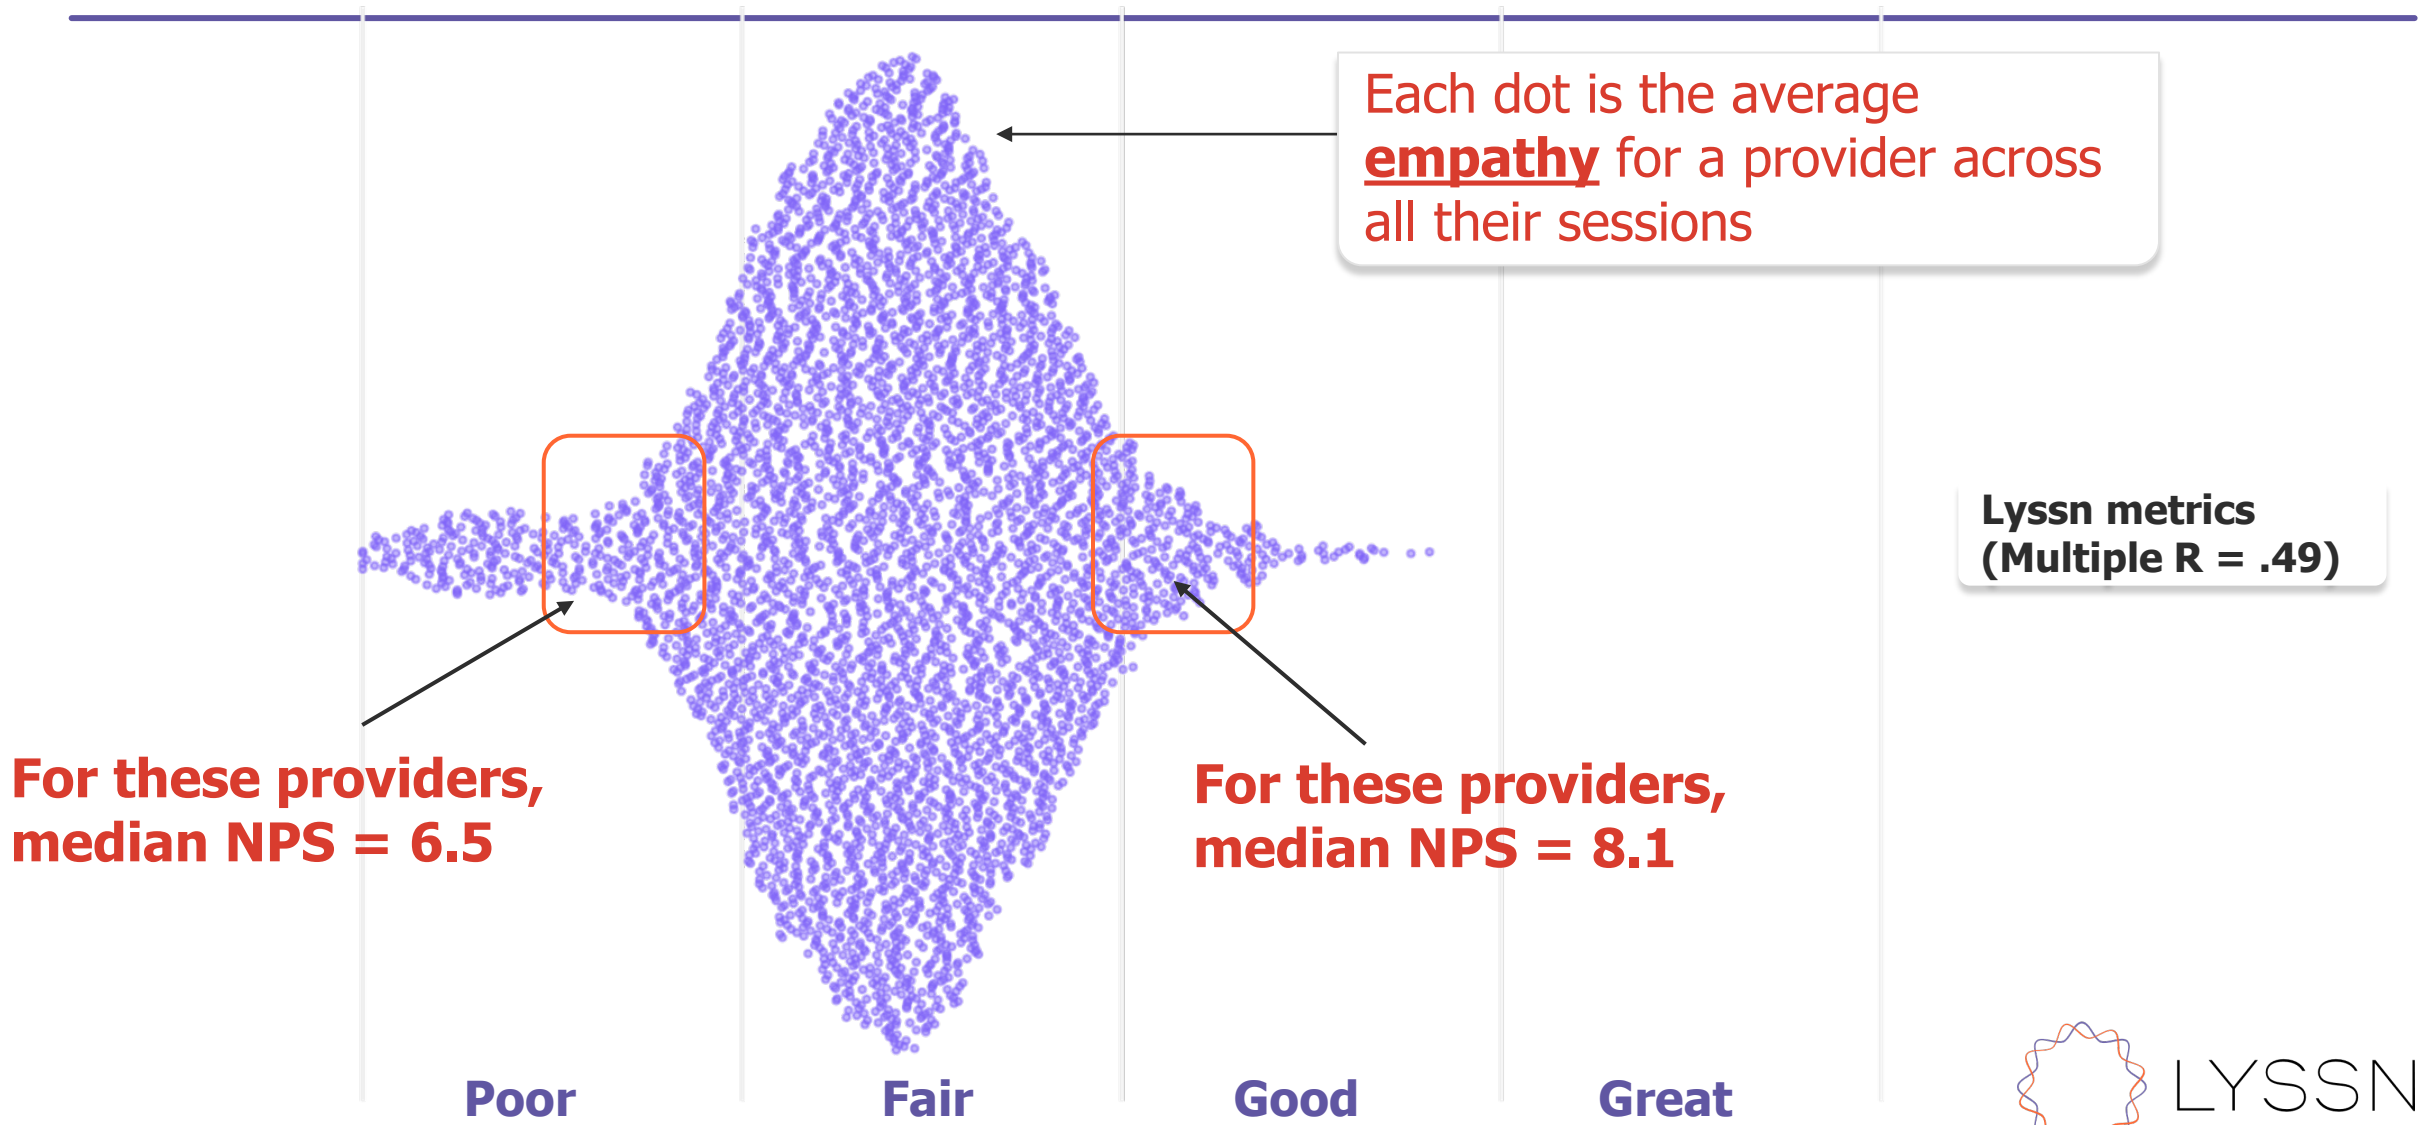 Each dot is the average
empathy for a provider across
all their sessions
Lyssn metrics
(Multiple R = .49)
For these providers,
median NPS = 6.5
For these providers,
median NPS = 8.1
Poor
Fair
Good
Great
LYSSN